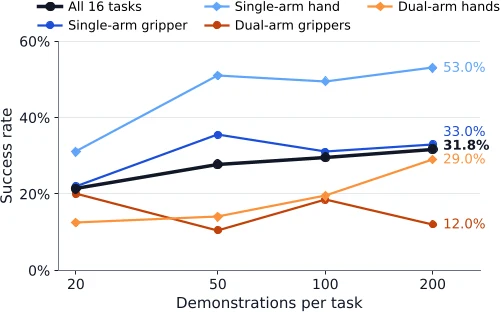 All 16 tasks Single-arm hand Dual-arm hands
Single-arm gripper Dual-arm grippers
60%
53.0%
40%
33.0%
31.8%
29.0%
20%
12.0%
0%
Success rate
20 50 100 200
Demonstrations per task